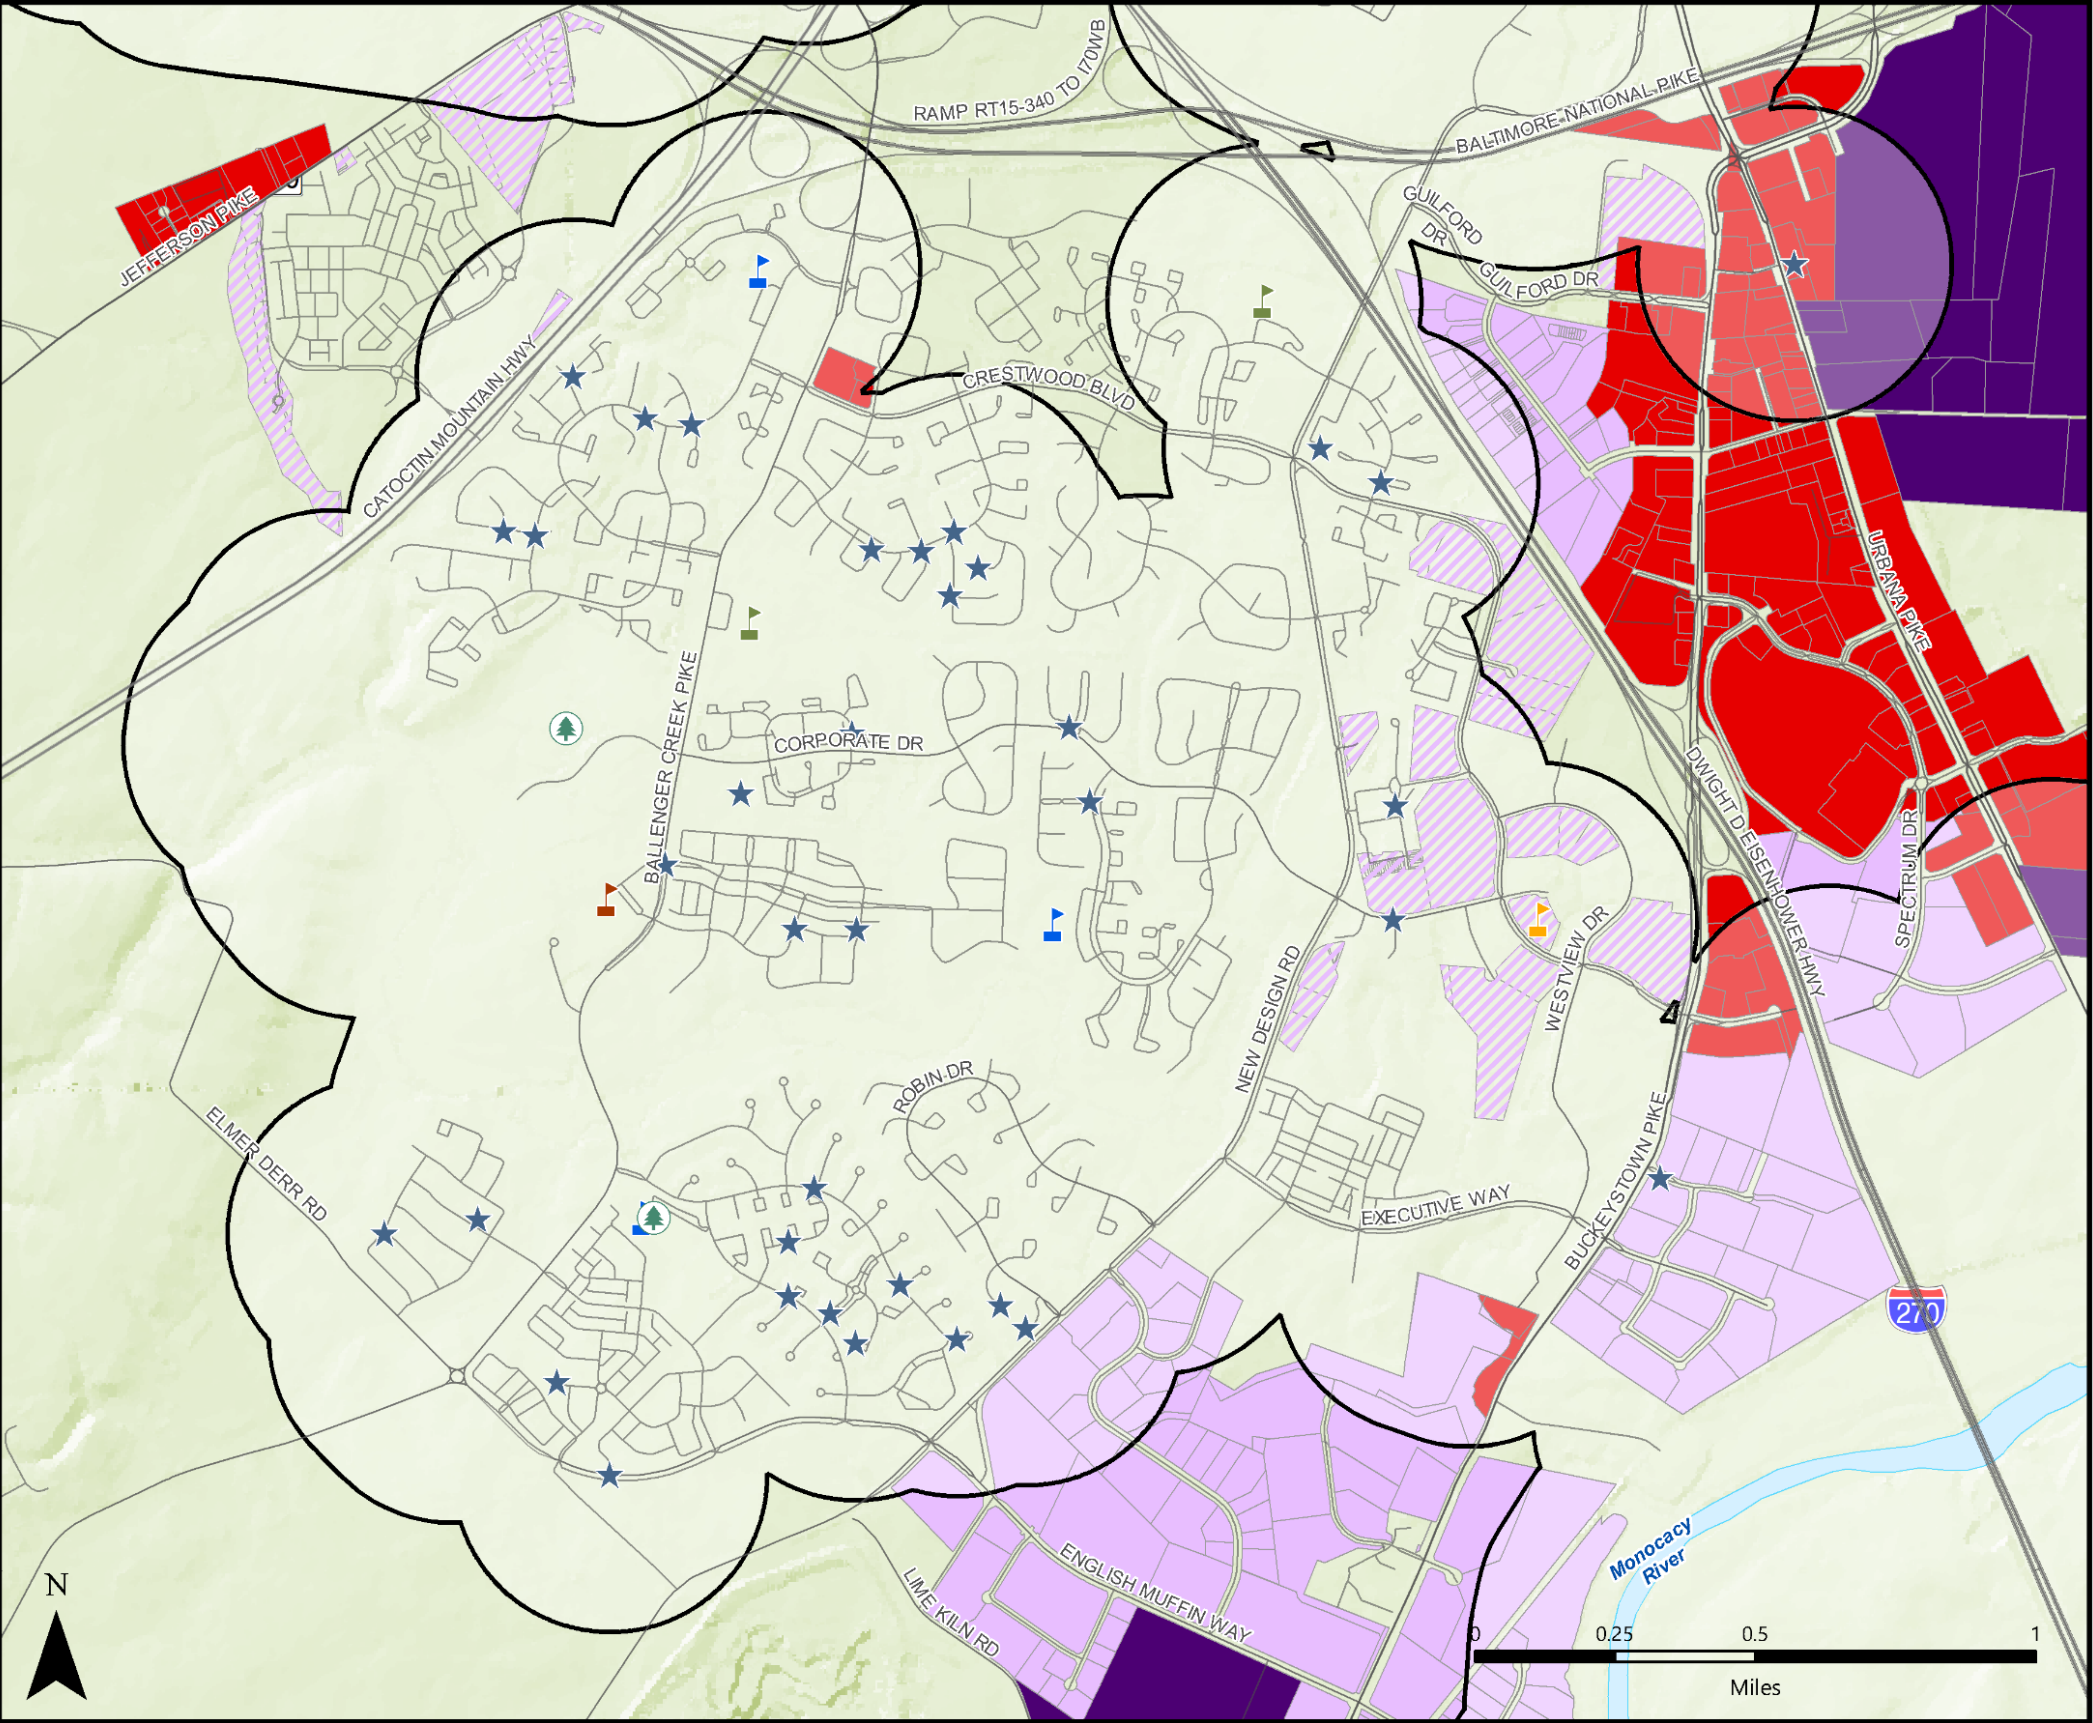 RAMP RT15-340 TO I70WB
BALTIMORE NATIONAL PIKE
JEFFERSON PIKE
GUILFORD
DR
GUILFORD DR
CATOCTIN MOUNTAIN HWY
CRESTWOOD BLVD
URBANA PIKE
BALLENGER CREEK PIKE
CORPORATE DR
DWIGHT D EISENHOWER HWY
SPECTRUM DR
WESTVIEW DR
NEW DESIGN RD
ROBIN DR
ELMER DERR RD
BUCKEYSTOWN PIKE
EXECUTIVE WAY
270
Monocacy
River
ENGLISH MUFFIN WAY
LIME KILN RD
N
0 0.25 0.5 1
Miles